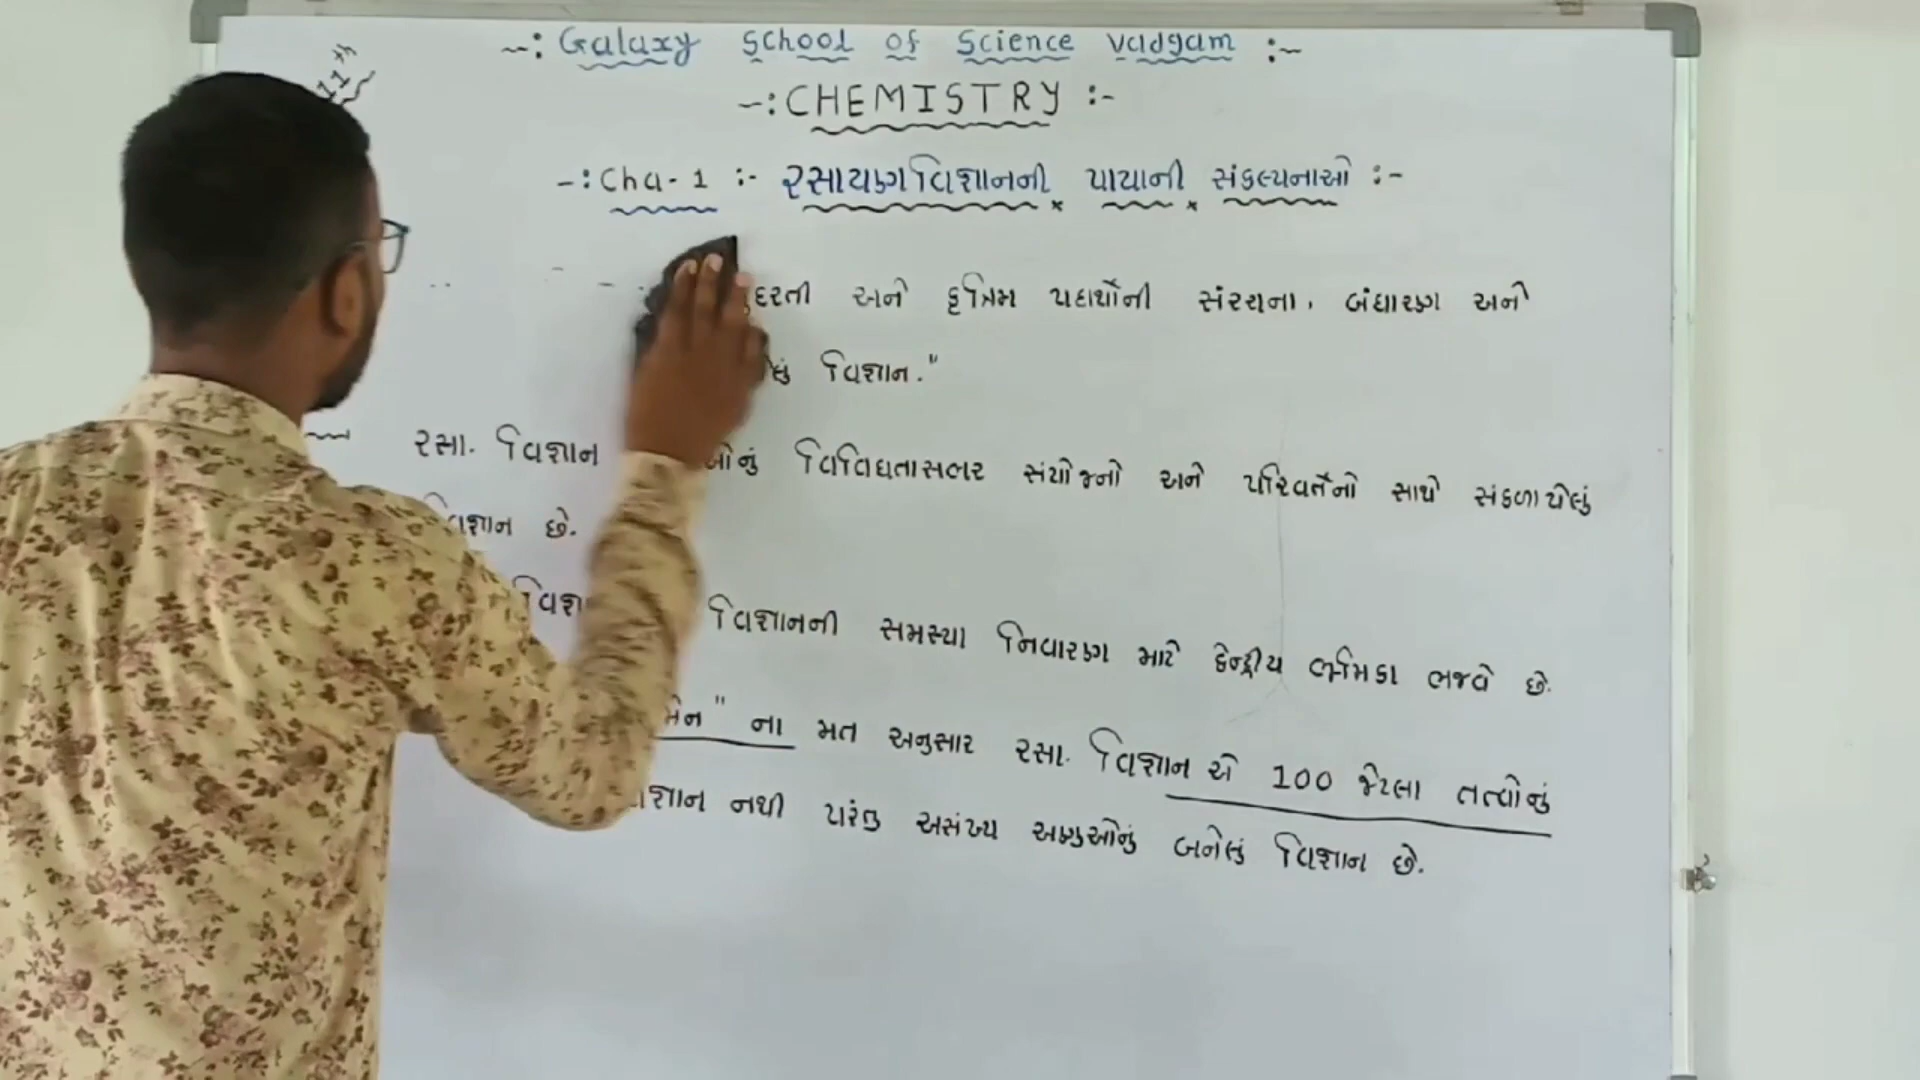 11th
~: Galaxy School of Science Vadgam :~
~: CHEMISTRY :-
-: Cha-1 :- રસાયણવિજ્ઞાનની પાયાની સંકલ્પનાઓ :-
કુદરતી અને કૃત્રિમ પદાર્થોની સંરચના, બંધારણ અને
વિજ્ઞાન."
રસા. વિજ્ઞાન વિવિધતાસભર સંયોજનો અને પરિવર્તનો સાથે સંકળાયેલું
વિજ્ઞાન છે.
વિજ્ઞાનની સમસ્યા નિવારણ માટે કેન્દ્રીય ભૂમિકા ભજવે છે.
ના મત અનુસાર રસા. વિજ્ઞાન એ 100 જેટલા તત્વોનું
વિજ્ઞાન નથી પરંતુ અસંખ્ય અણુઓનું બનેલું વિજ્ઞાન છે.